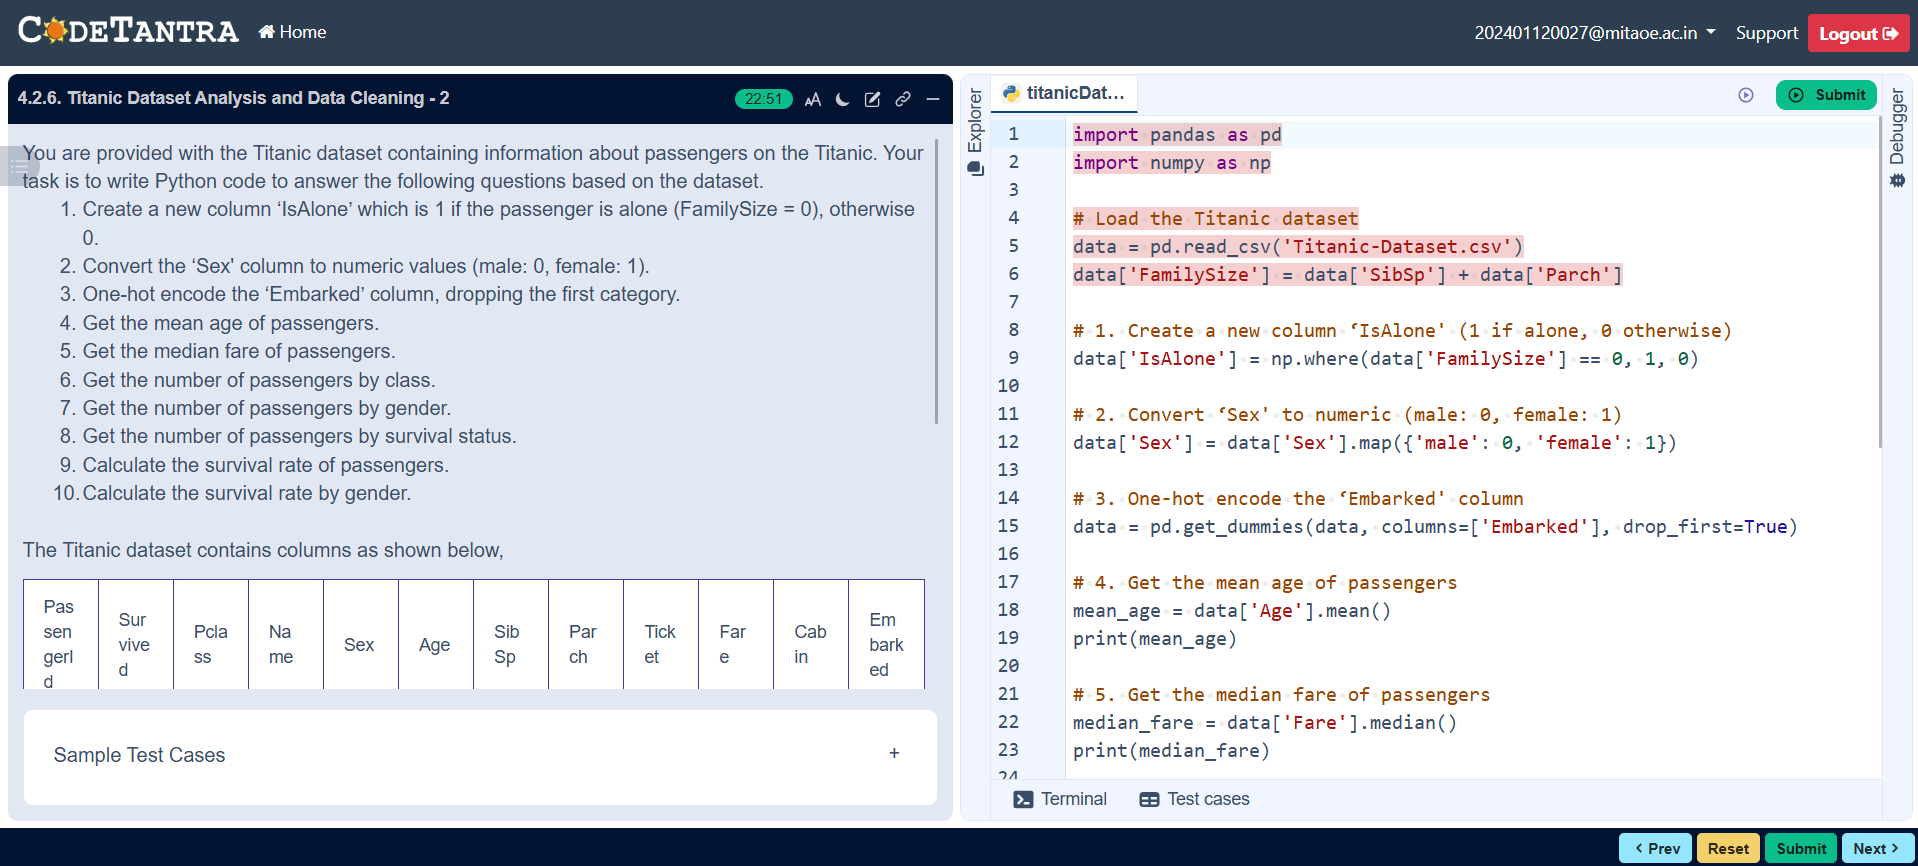 CODETANTRA
Home
202401120027@mitaoe.ac.in
Support
Logout
4.2.6. Titanic Dataset Analysis and Data Cleaning - 2
22:51
AA
You are provided with the Titanic dataset containing information about passengers on the Titanic. Your
task is to write Python code to answer the following questions based on the dataset.
1. Create a new column ‘IsAlone’ which is 1 if the passenger is alone (FamilySize = 0), otherwise
0.
2. Convert the ‘Sex' column to numeric values (male: 0, female: 1).
3. One-hot encode the ‘Embarked’ column, dropping the first category.
4. Get the mean age of passengers.
5. Get the median fare of passengers.
6. Get the number of passengers by class.
7. Get the number of passengers by gender.
8. Get the number of passengers by survival status.
9. Calculate the survival rate of passengers.
10. Calculate the survival rate by gender.
The Titanic dataset contains columns as shown below,
PassengerId Survived Pclass Name Sex Age SibSp Parch Ticket Fare Cabin Embarked
Sample Test Cases
+
Explorer
titanicDat...
Submit
Debugger
1 import pandas as pd
2 import numpy as np
3
4 # Load the Titanic dataset
5 data = pd.read_csv('Titanic-Dataset.csv')
6 data['FamilySize'] = data['SibSp'] + data['Parch']
7
8 # 1. Create a new column ‘IsAlone' (1 if alone, 0 otherwise)
9 data['IsAlone'] = np.where(data['FamilySize'] == 0, 1, 0)
10
11 # 2. Convert ‘Sex' to numeric (male: 0, female: 1)
12 data['Sex'] = data['Sex'].map({'male': 0, 'female': 1})
13
14 # 3. One-hot encode the ‘Embarked' column
15 data = pd.get_dummies(data, columns=['Embarked'], drop_first=True)
16
17 # 4. Get the mean age of passengers
18 mean_age = data['Age'].mean()
19 print(mean_age)
20
21 # 5. Get the median fare of passengers
22 median_fare = data['Fare'].median()
23 print(median_fare)
24
Terminal
Test cases
Prev
Reset
Submit
Next